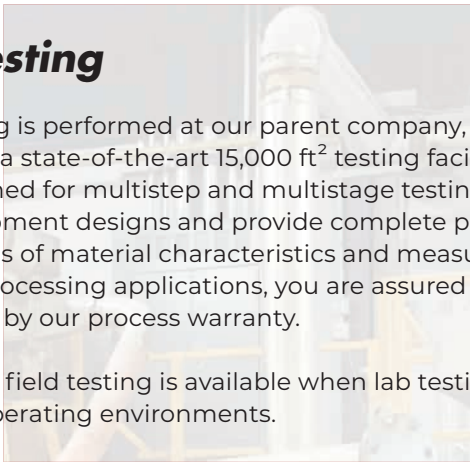 esting
g is performed at our parent company,
a state-of-the-art 15,000 ft² testing faci
ned for multistep and multistage testin
pment designs and provide complete p
s of material characteristics and measu
ocessing applications, you are assured
by our process warranty.
field testing is available when lab testi
perating environments.